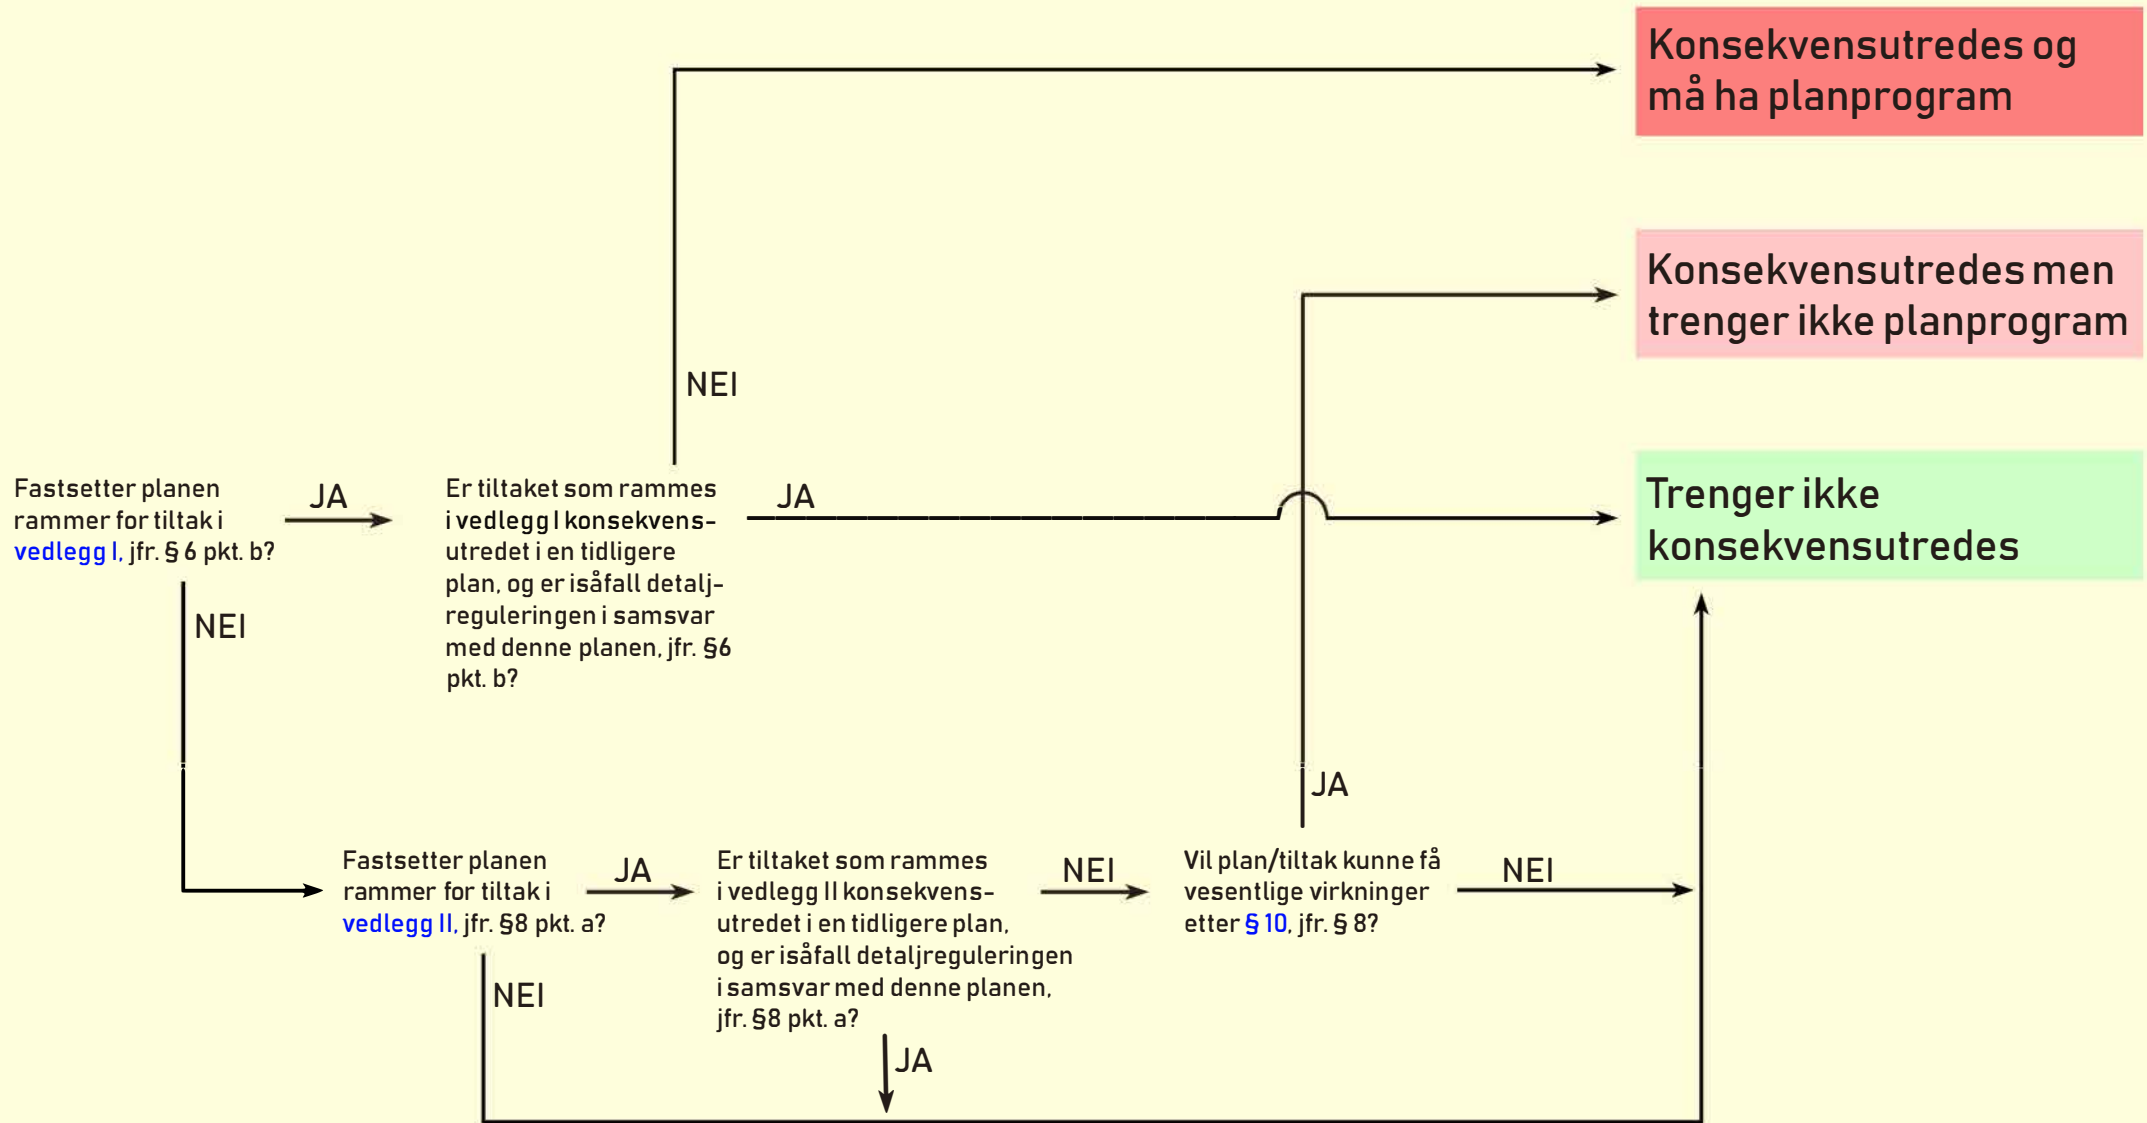 Konsekvensutredes og
må ha planprogram
Konsekvensutredes men
trenger ikke planprogram
NEI
Fastsetter planen
rammer for tiltak i
vedlegg I, jfr. § 6 pkt. b?
JA
Er tiltaket som rammes
i vedlegg I konsekvens-
utredet i en tidligere
plan, og er isåfall detalj-
reguleringen i samsvar
med denne planen, jfr. §6
pkt. b?
JA
Trenger ikke
konsekvensutredes
NEI
JA
Fastsetter planen
rammer for tiltak i
vedlegg II, jfr. §8 pkt. a?
JA
Er tiltaket som rammes
i vedlegg II konsekvens-
utredet i en tidligere plan,
og er isåfall detaljreguleringen
i samsvar med denne planen,
jfr. §8 pkt. a?
NEI
Vil plan/tiltak kunne få
vesentlige virkninger
etter § 10, jfr. § 8?
NEI
NEI
JA